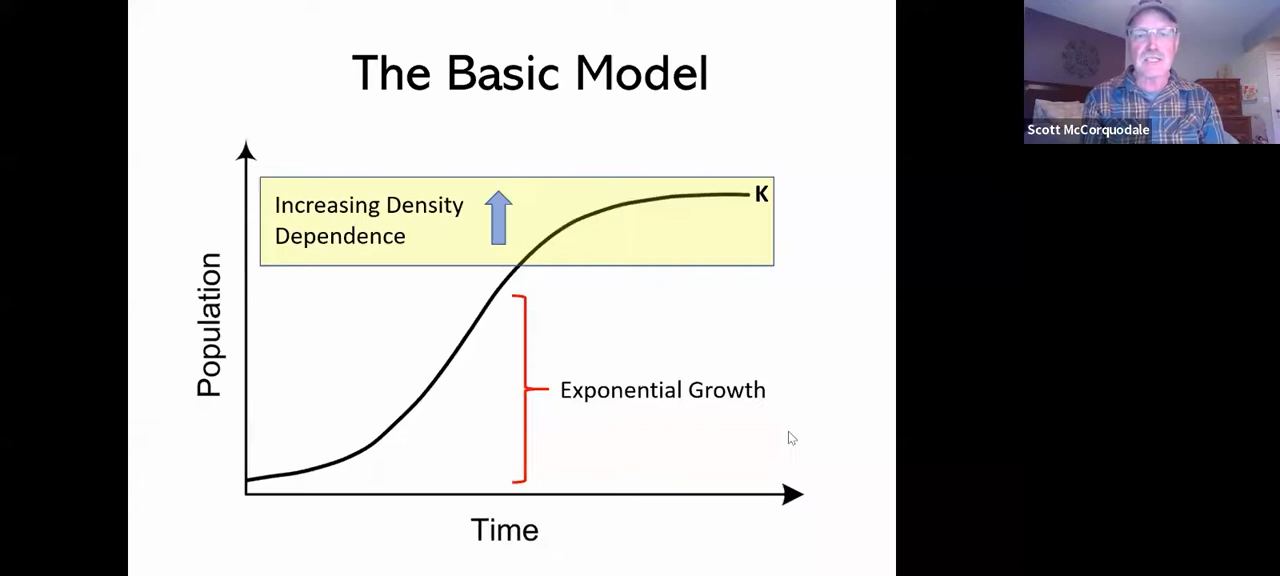 The Basic Model
Scott McCorquodale
K
Increasing Density
Dependence
Population
Exponential Growth
Time